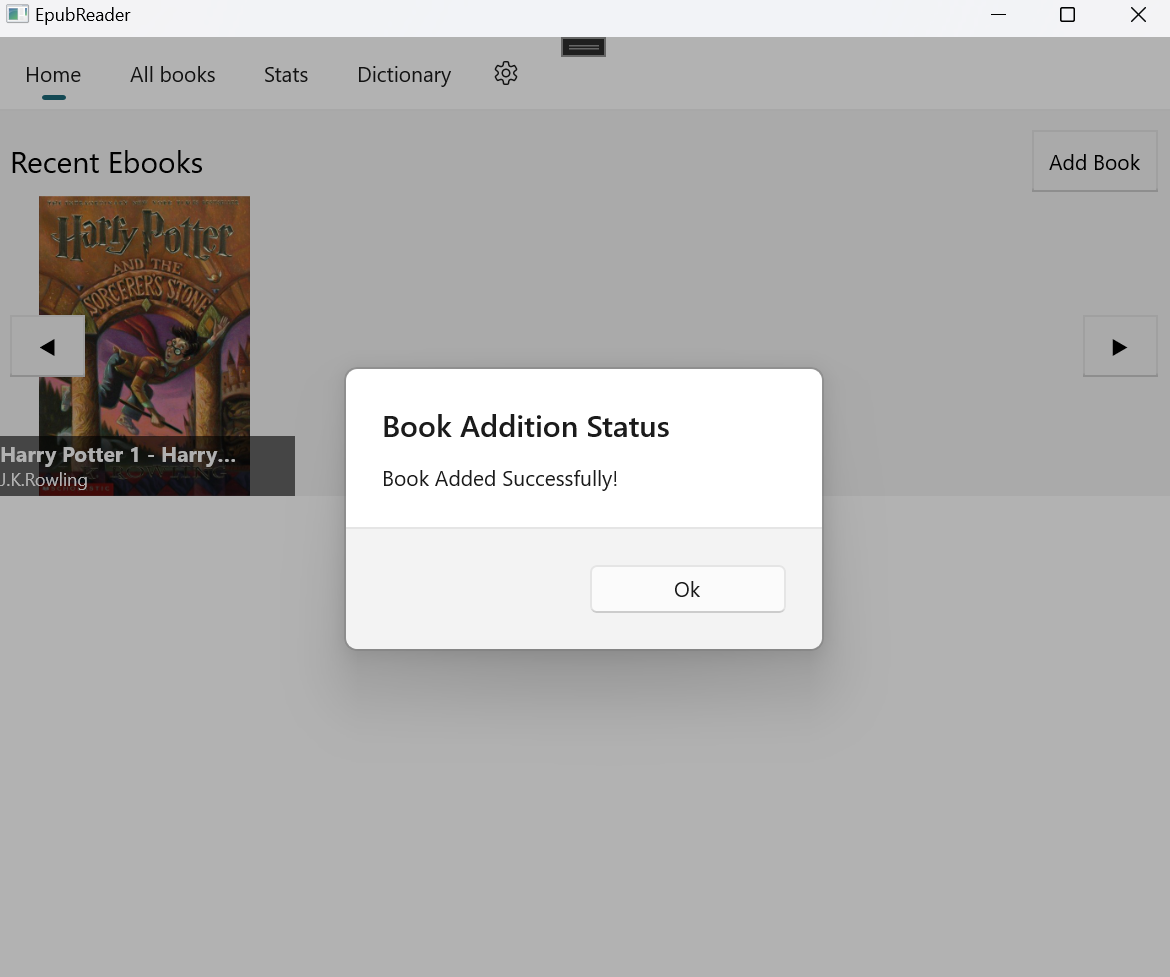 EpubReader
Home
All books
Stats
Dictionary
Recent Ebooks
Add Book
Harry Potter
AND THE
SORCERER'S STONE
Harry Potter 1 - Harry...
J.K.Rowling
Book Addition Status
Book Added Successfully!
Ok